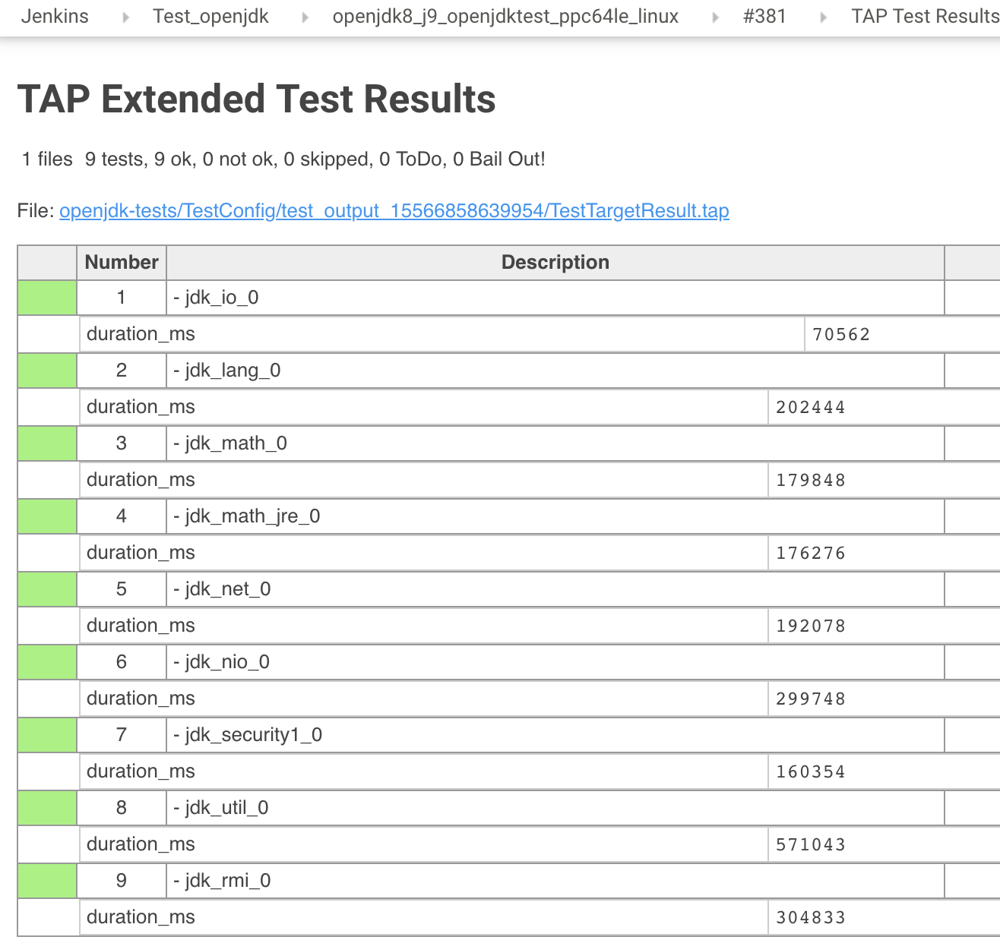 Jenkins Test_openjdk openjdk8_j9_openjdktest_ppc64le_linux #381 TAP Test Results
TAP Extended Test Results
1 files 9 tests, 9 ok, 0 not ok, 0 skipped, 0 ToDo, 0 Bail Out!
File: openjdk-tests/TestConfig/test_output_15566858639954/TestTargetResult.tap
Number Description
1 - jdk_io_0
duration_ms 70562
2 - jdk_lang_0
duration_ms 202444
3 - jdk_math_0
duration_ms 179848
4 - jdk_math_jre_0
duration_ms 176276
5 - jdk_net_0
duration_ms 192078
6 - jdk_nio_0
duration_ms 299748
7 - jdk_security1_0
duration_ms 160354
8 - jdk_util_0
duration_ms 571043
9 - jdk_rmi_0
duration_ms 304833